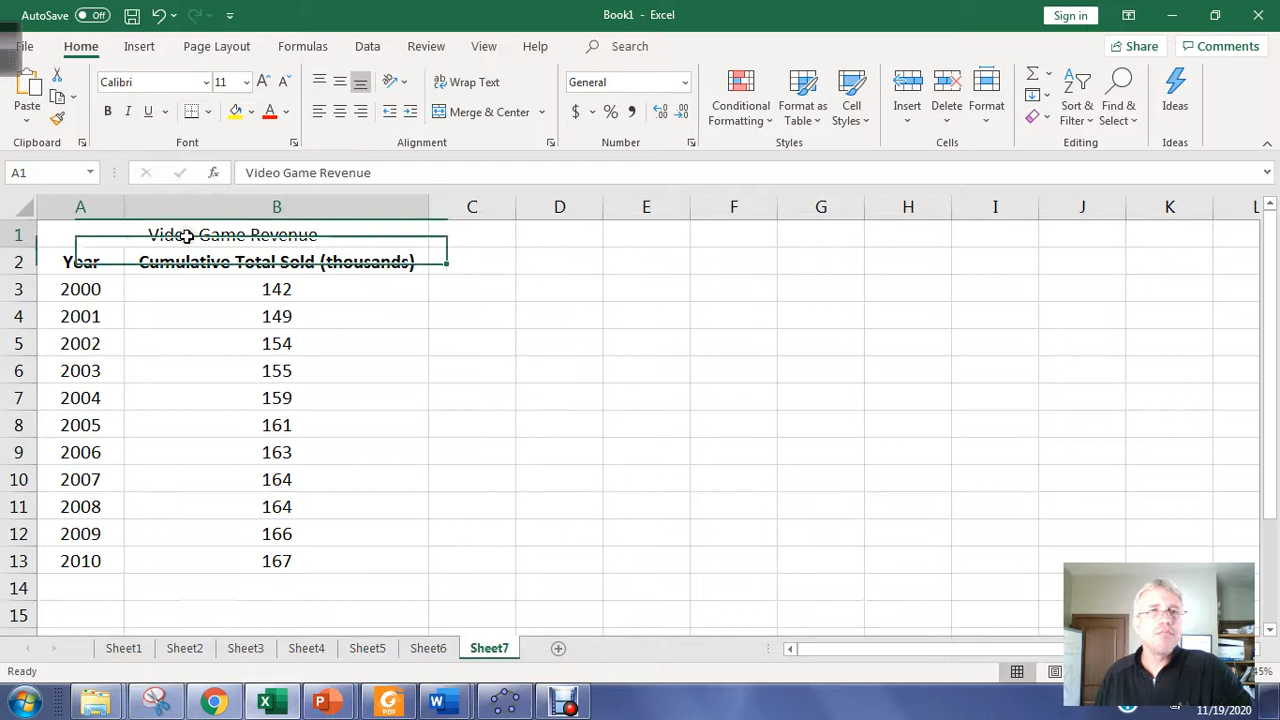 AutoSave Off
Book1 - Excel
Sign in
File Home Insert Page Layout Formulas Data Review View Help Search
Share Comments
Paste
Clipboard
Calibri 11
B I U
Font
Wrap Text
Merge & Center
Alignment
General
$ % ,
Number
Conditional Formatting
Format as Table
Cell Styles
Styles
Insert Delete Format
Cells
Sort & Filter
Find & Select
Editing
Ideas
Ideas
A1 fx Video Game Revenue
A B C D E F G H I J K L
1 Video Game Revenue
2 Year Cumulative Total Sold (thousands)
3 2000 142
4 2001 149
5 2002 154
6 2003 155
7 2004 159
8 2005 161
9 2006 163
10 2007 164
11 2008 164
12 2009 166
13 2010 167
14
15
Sheet1 Sheet2 Sheet3 Sheet4 Sheet5 Sheet6 Sheet7
Ready
45%
11/19/2020